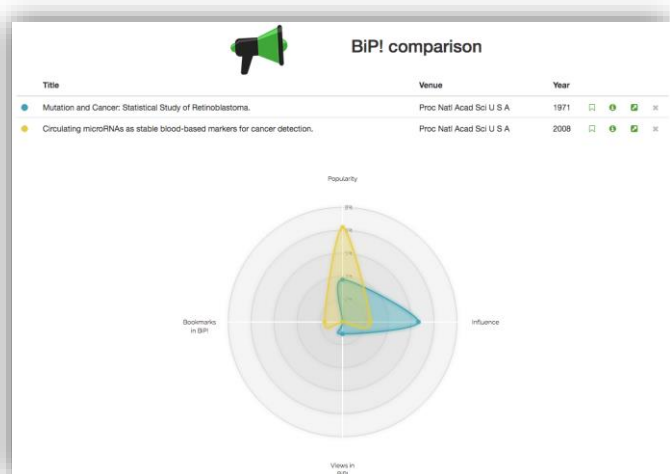 BiP! comparison
Title Venue Year
Mutation and Cancer: Statistical Study of Retinoblastoma. Proc Natl Acad Sci U S A 1971
Circulating microRNAs as stable blood-based markers for cancer detection. Proc Natl Acad Sci U S A 2008
Popularity
Bookmarks
in BiP!
Influence
Views in
BiP!